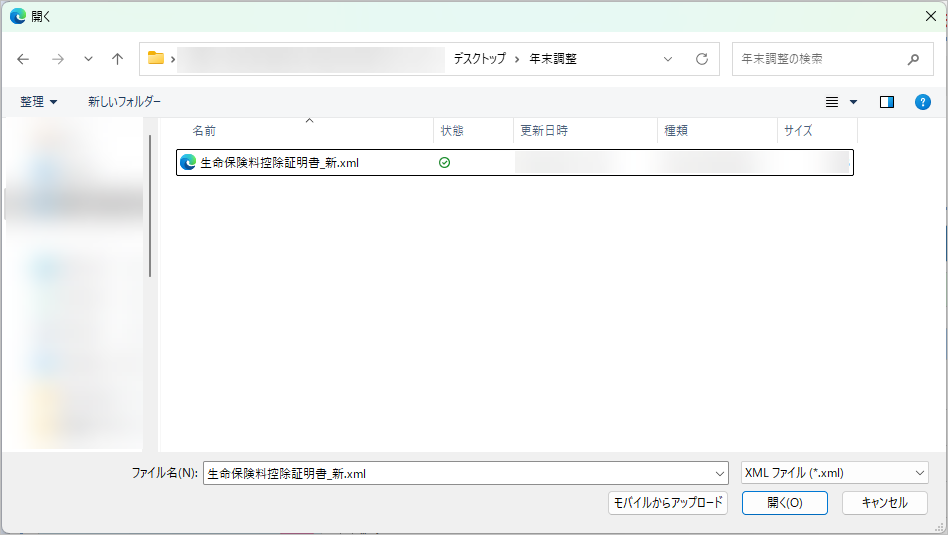 開く
デスクトップ › 年末調整
年末調整の検索
整理
新しいフォルダー
名前 状態 更新日時 種類 サイズ
生命保険料控除証明書_新.xml
ファイル名(N): 生命保険料控除証明書_新.xml
XML ファイル (*.xml)
モバイルからアップロード
開く(O)
キャンセル